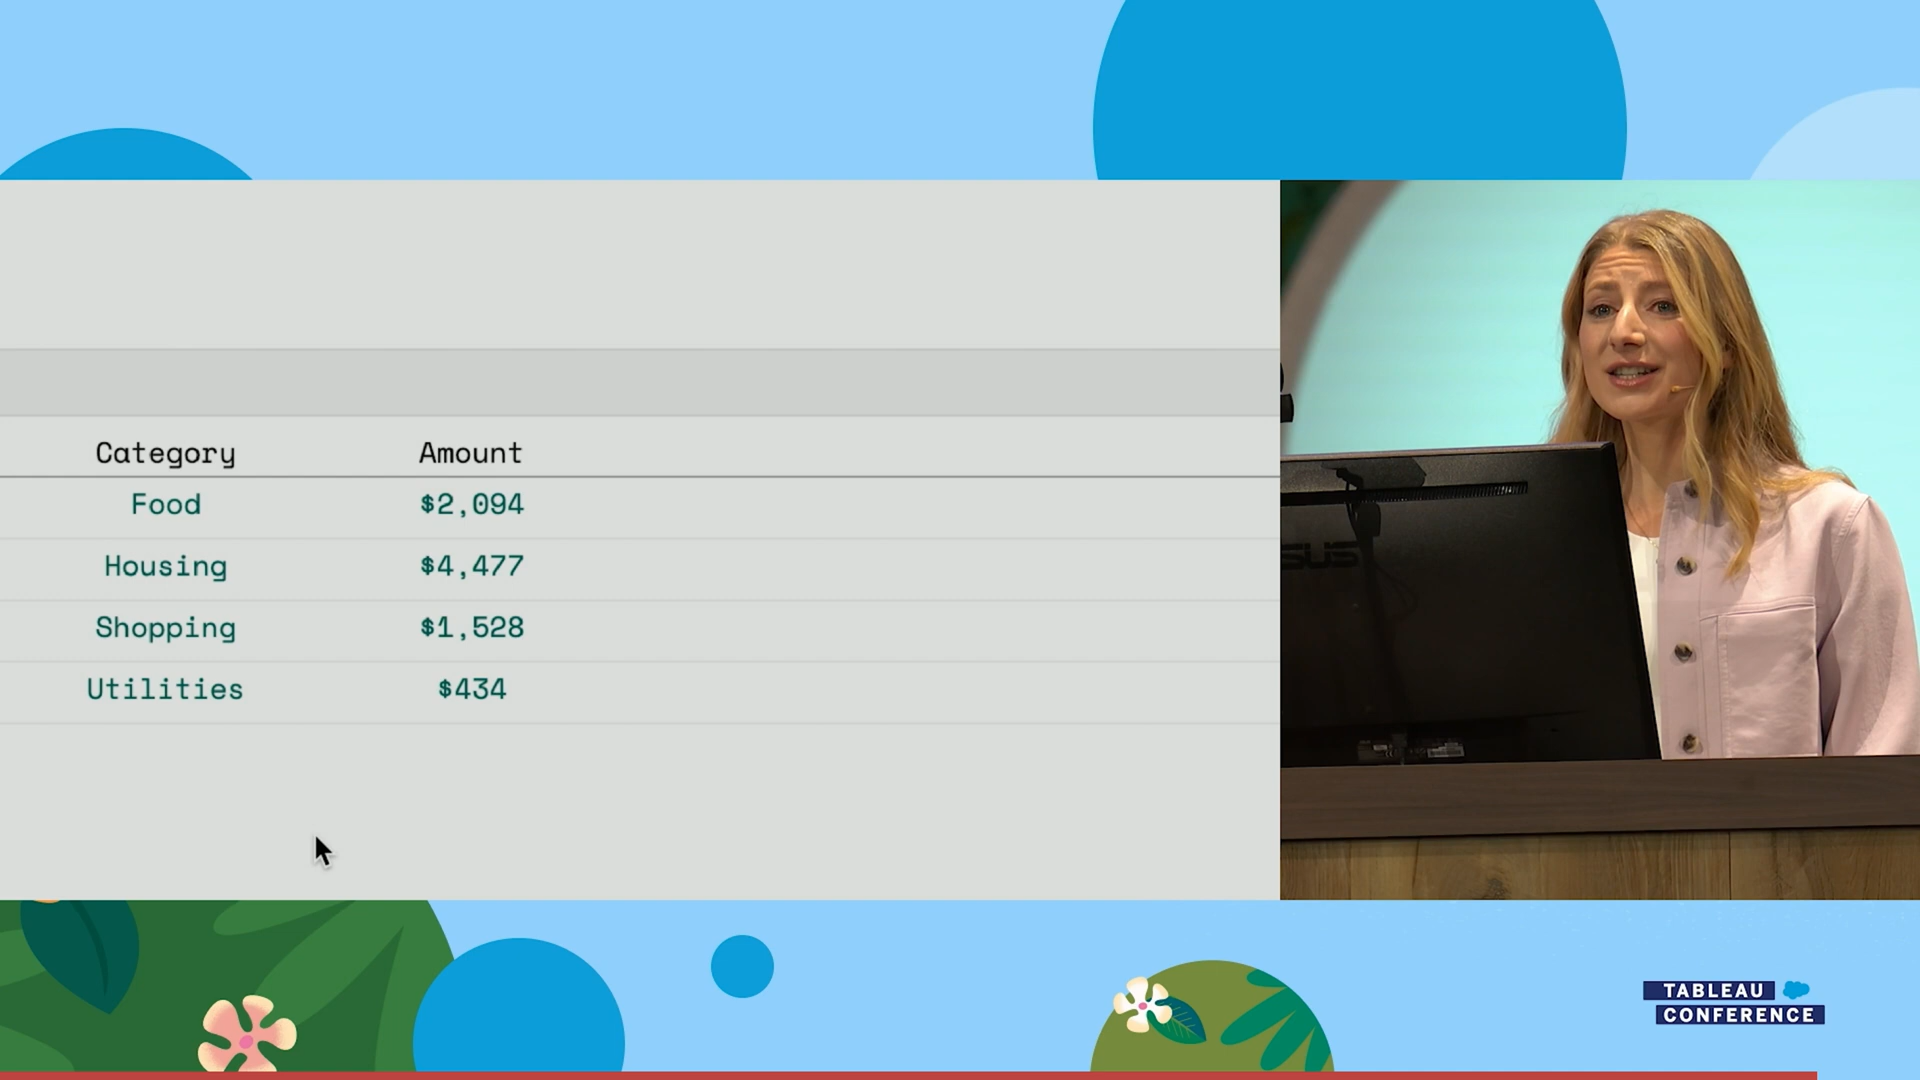 Category Amount
Food $2,094
Housing $4,477
Shopping $1,528
Utilities $434
TABLEAU
CONFERENCE